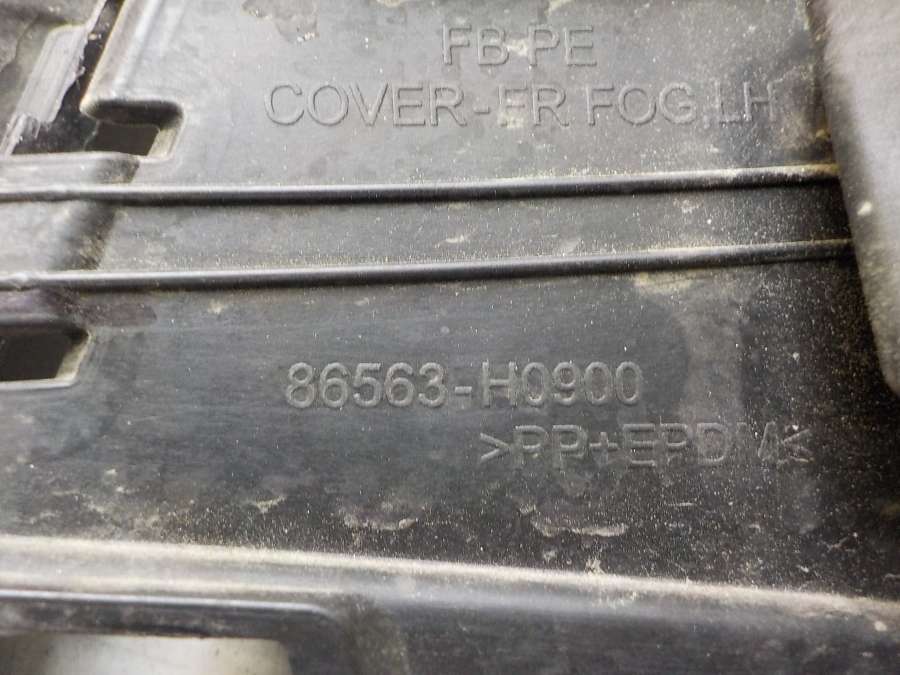 FB PE
COVER-FR FOG,LH
86563-H0900
>PP+EPDM<